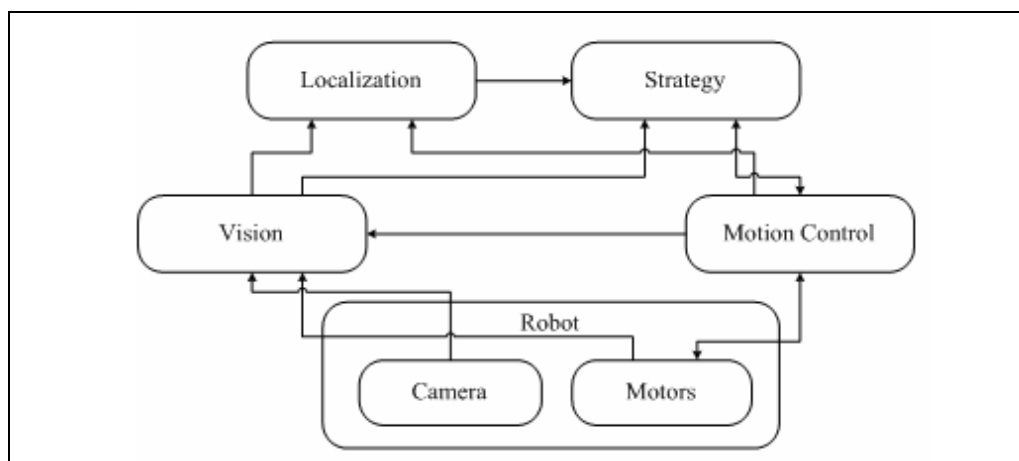 Localization
Strategy
Vision
Motion Control
Robot
Camera
Motors